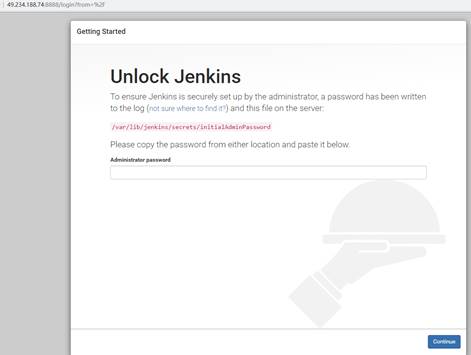 49.234.188.74:8888/login?from=%2F
Getting Started
Unlock Jenkins
To ensure Jenkins is securely set up by the administrator, a password has been written
to the log (not sure where to find it?) and this file on the server:
/var/lib/jenkins/secrets/initialAdminPassword
Please copy the password from either location and paste it below.
Administrator password
Continue